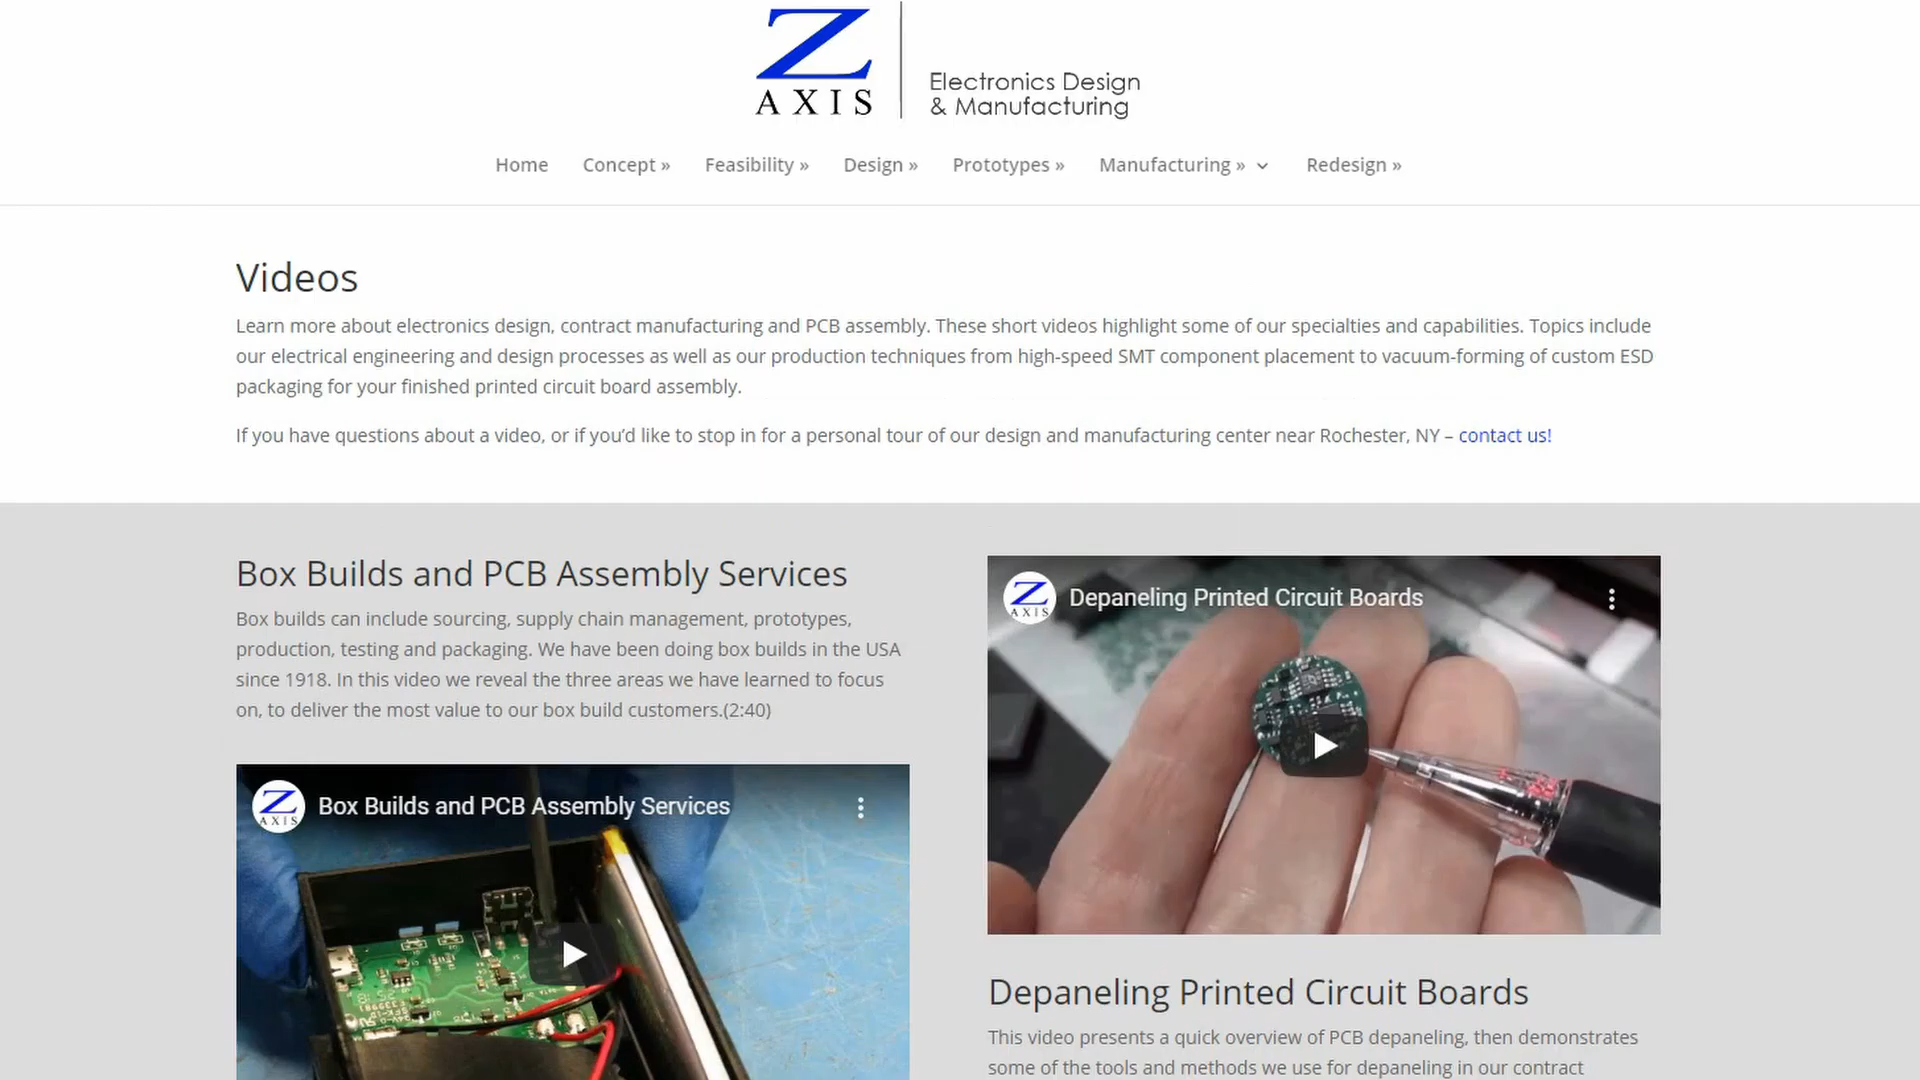 Z
AXIS
Electronics Design
& Manufacturing
Home Concept » Feasibility » Design » Prototypes » Manufacturing » Redesign »
Videos
Learn more about electronics design, contract manufacturing and PCB assembly. These short videos highlight some of our specialties and capabilities. Topics include
our electrical engineering and design processes as well as our production techniques from high-speed SMT component placement to vacuum-forming of custom ESD
packaging for your finished printed circuit board assembly.
If you have questions about a video, or if you’d like to stop in for a personal tour of our design and manufacturing center near Rochester, NY – contact us!
Box Builds and PCB Assembly Services
Box builds can include sourcing, supply chain management, prototypes,
production, testing and packaging. We have been doing box builds in the USA
since 1918. In this video we reveal the three areas we have learned to focus
on, to deliver the most value to our box build customers.(2:40)
Z
AXIS
Box Builds and PCB Assembly Services
Z
AXIS
Depaneling Printed Circuit Boards
Depaneling Printed Circuit Boards
This video presents a quick overview of PCB depaneling, then demonstrates
some of the tools and methods we use for depaneling in our contract